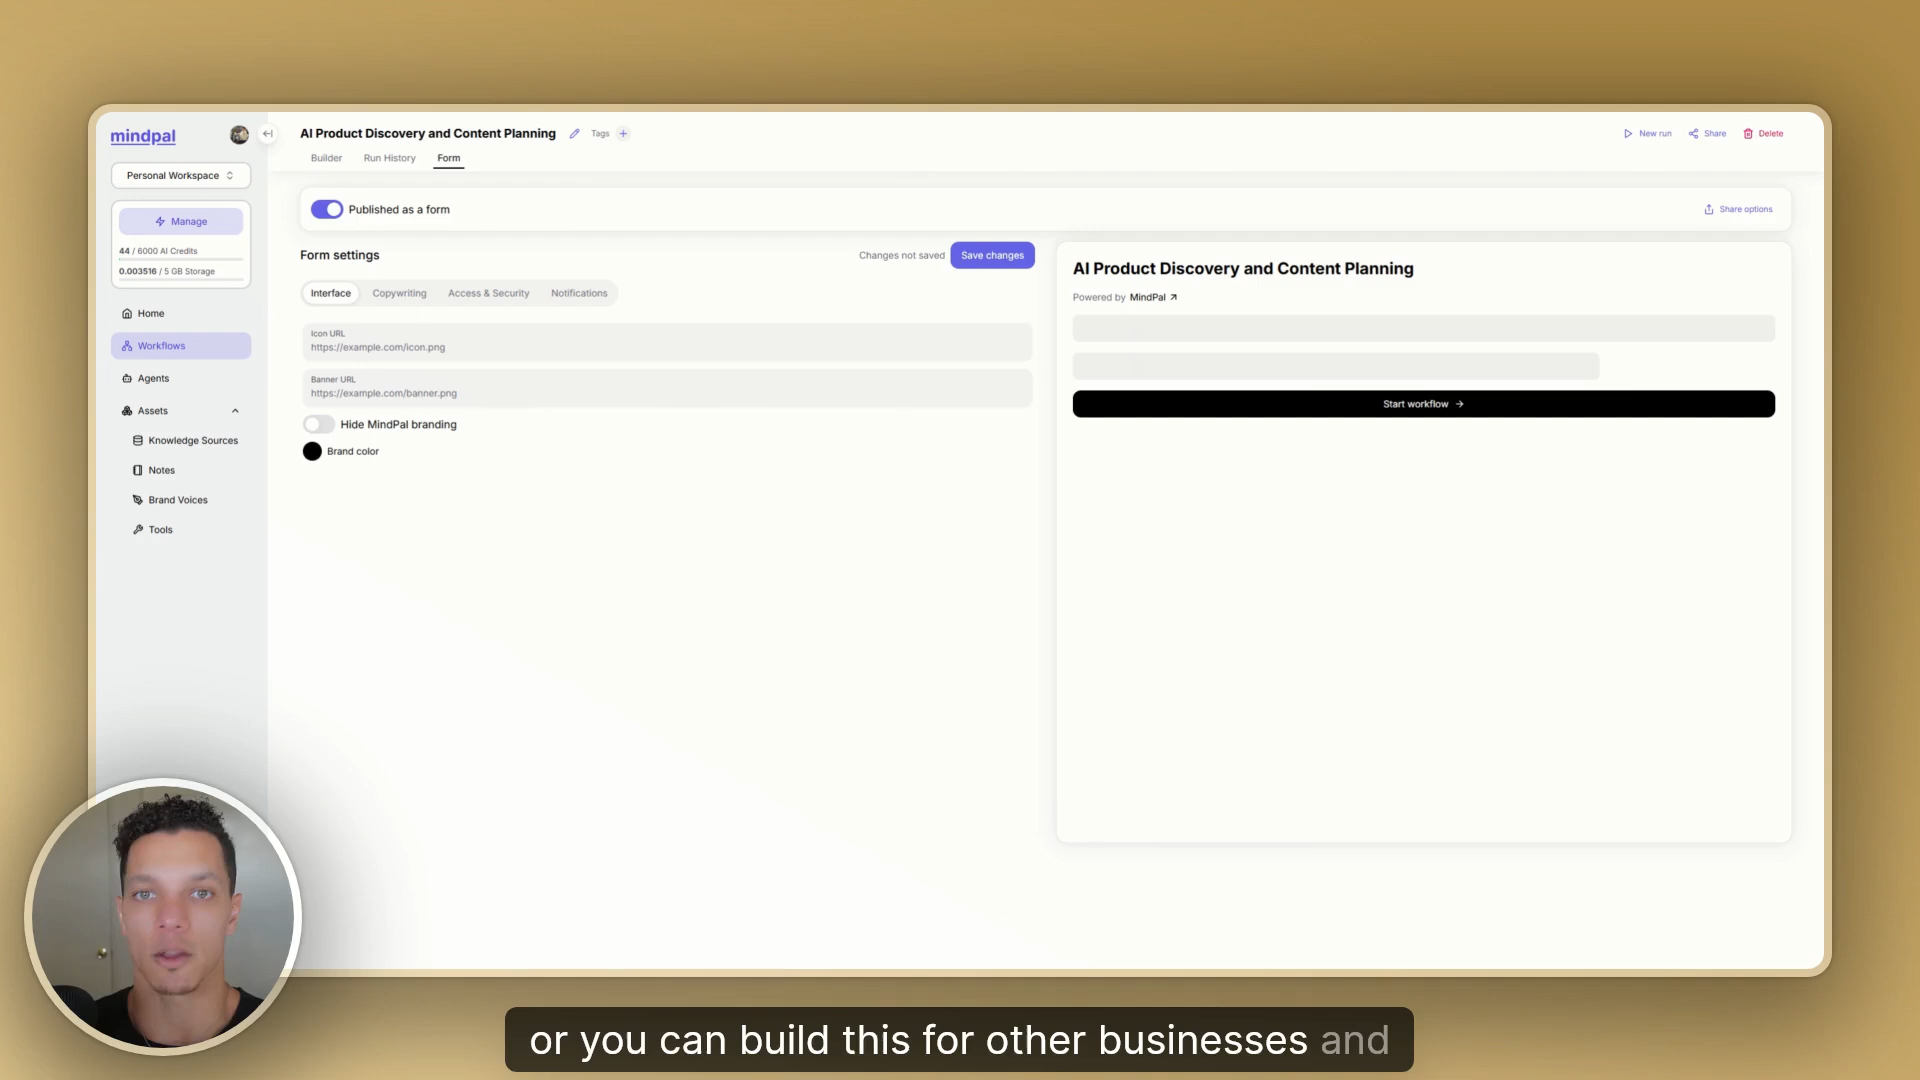 mindpal
Personal Workspace
Manage
44 / 6000 AI Credits
0.003516 / 5 GB Storage
Home
Workflows
Agents
Assets
Knowledge Sources
Notes
Brand Voices
Tools
AI Product Discovery and Content Planning
Tags +
New run
Share
Delete
Builder
Run History
Form
Published as a form
Share options
Form settings
Changes not saved
Save changes
Interface
Copywriting
Access & Security
Notifications
Icon URL
https://example.com/icon.png
Banner URL
https://example.com/banner.png
Hide MindPal branding
Brand color
AI Product Discovery and Content Planning
Powered by MindPal ↗
Start workflow →
or you can build this for other businesses and